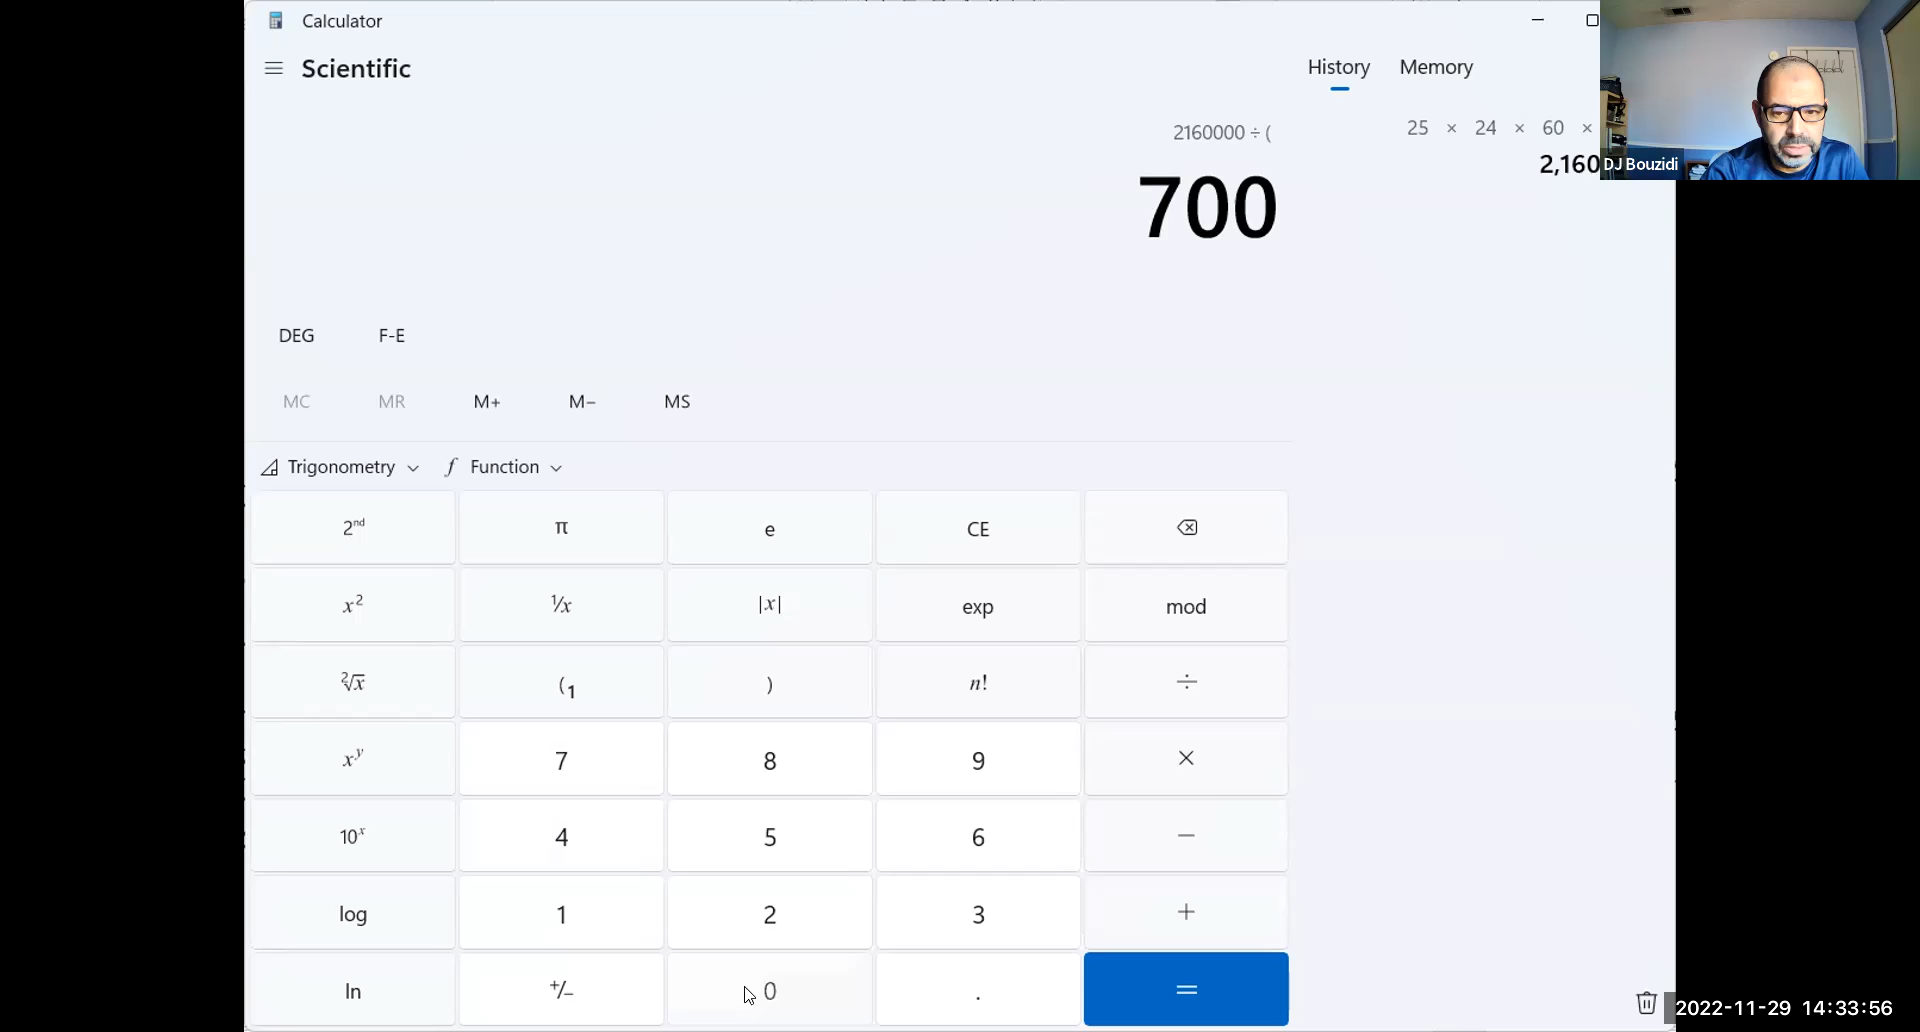 Calculator
Scientific
History Memory
2160000 ÷ (
700
25 × 24 × 60 ×
2,160
DJ Bouzidi
DEG F-E
MC MR M+ M− MS
Trigonometry f Function
2nd π e CE
x² ¹/x |x| exp mod
²√x (₁ ) n! ÷
xʸ 7 8 9 ×
10ˣ 4 5 6 −
log 1 2 3 +
ln +/− 0 . =
2022-11-29 14:33:56